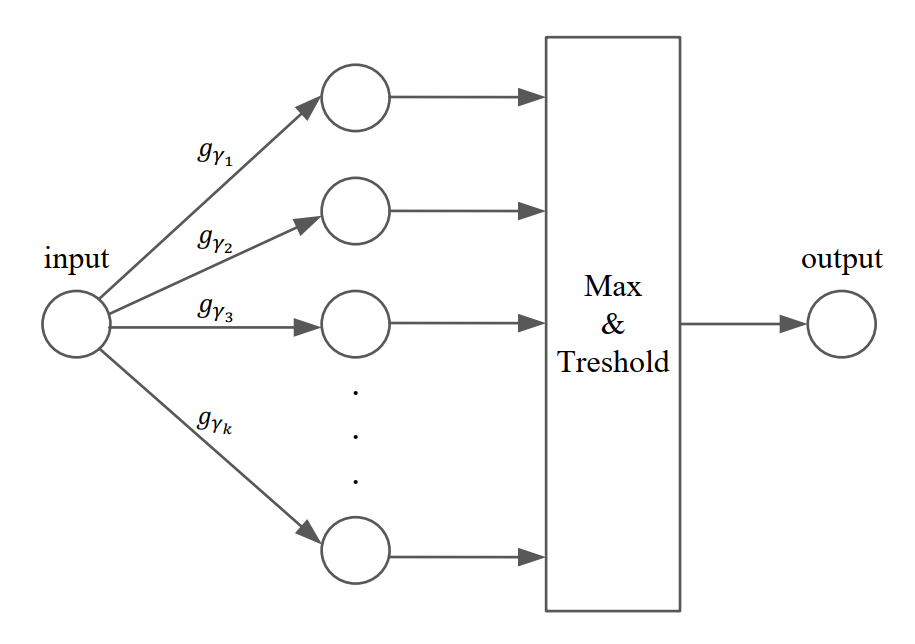 g_{γ_1}
g_{γ_2}
input
g_{γ_3}
g_{γ_k}
.
.
.
Max
&
Treshold
output